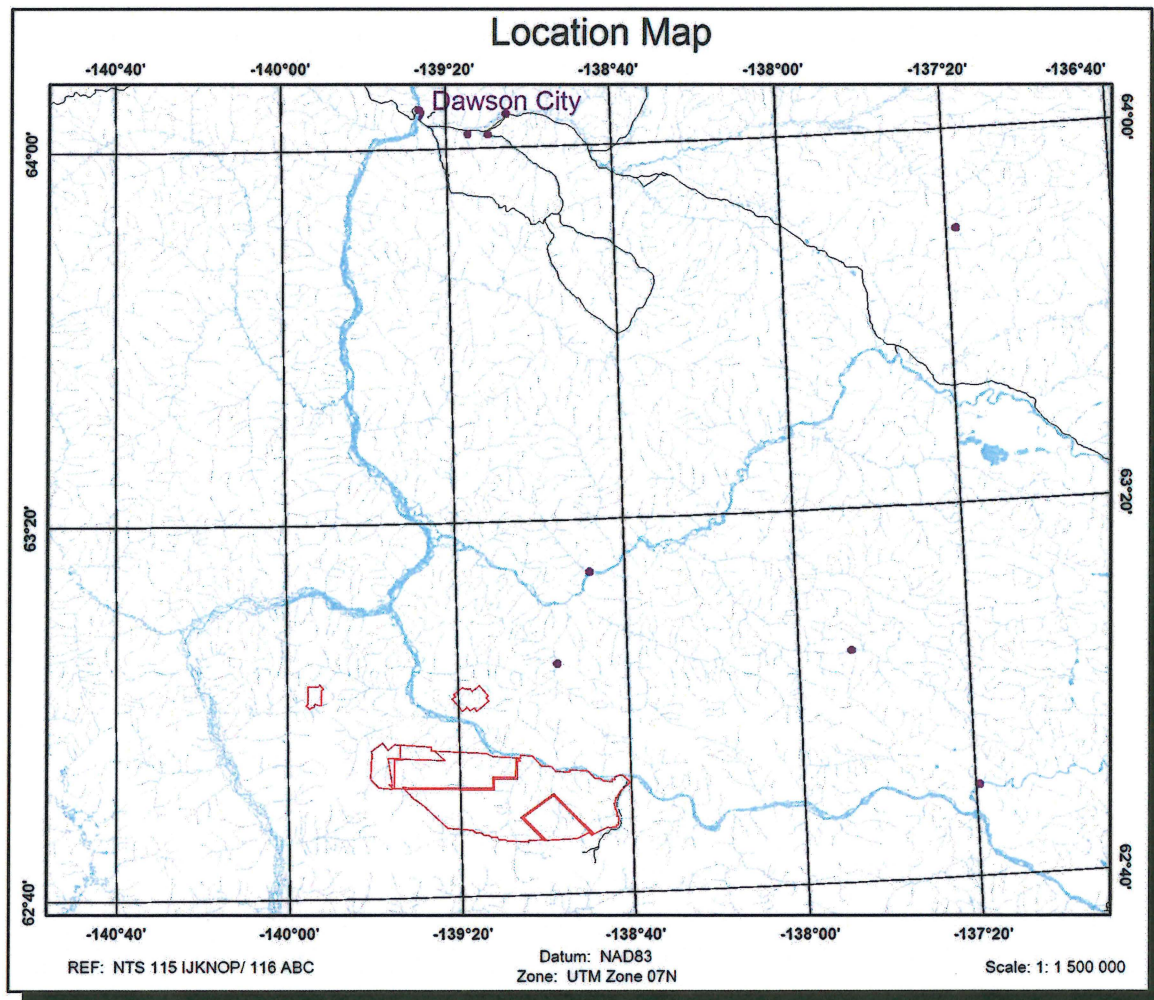 Location Map
-140°40' -140°00' -139°20' -138°40' -138°00' -137°20' -136°40'
Dawson City
64°00' 64°00'
63°20' 63°20'
62°40' 62°40'
-140°40' -140°00' -139°20' -138°40' -138°00' -137°20'
REF: NTS 115 IJKNOP/ 116 ABC
Datum: NAD83
Zone: UTM Zone 07N
Scale: 1: 1 500 000